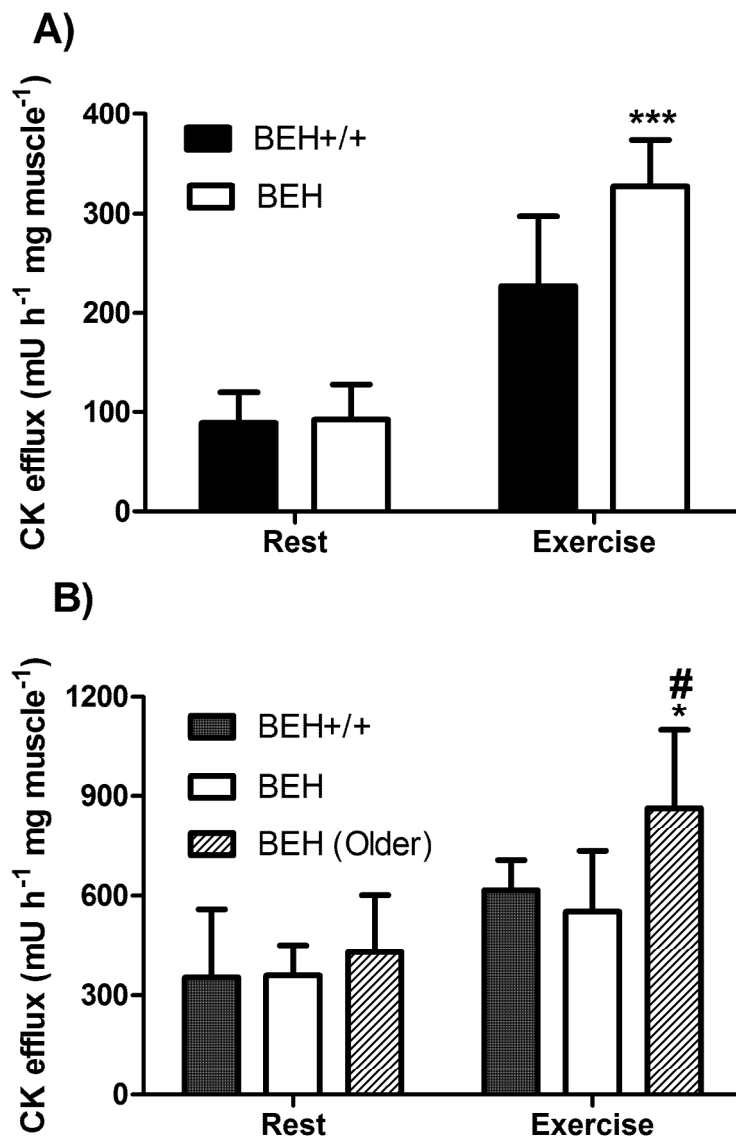 A)
CK efflux (mU h⁻¹ mg muscle⁻¹)
400
300
200
100
0
BEH+/+
BEH
***
Rest Exercise
B)
CK efflux (mU h⁻¹ mg muscle⁻¹)
1200
900
600
300
0
BEH+/+
BEH
BEH (Older)
#
*
Rest Exercise